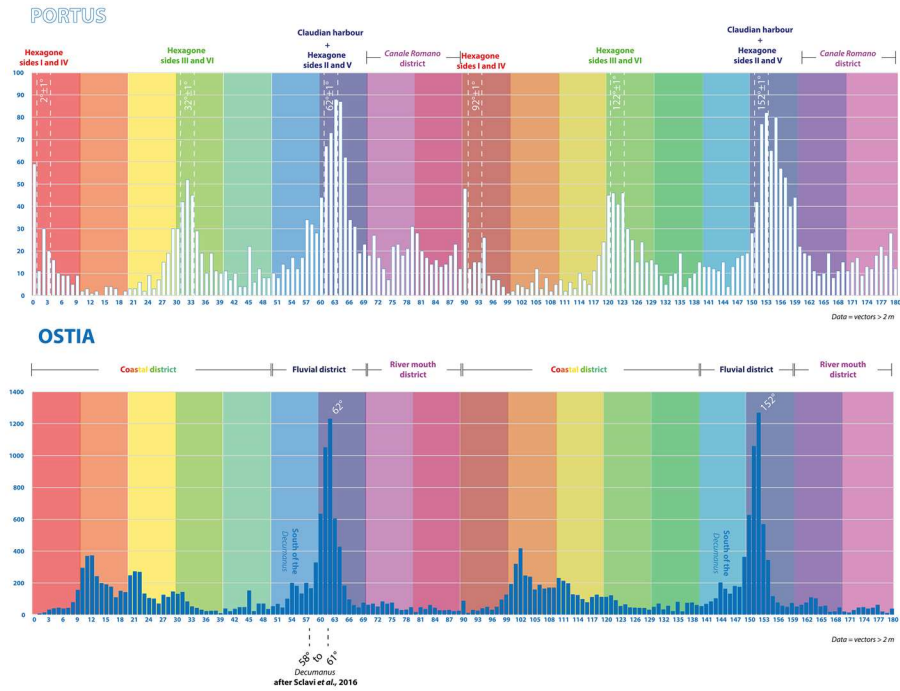 PORTUS
Hexagone
sides I and IV
Hexagone
sides III and VI
Claudian harbour
+
Hexagone
sides II and V
Canale Romano
district
Hexagone
sides I and IV
Hexagone
sides III and VI
Claudian harbour
+
Hexagone
sides II and V
Canale Romano
district
2°±1°
32°±1°
62°±1°
92°±1°
122°±1°
152°±1°
100
90
80
70
60
50
40
30
20
10
0
0 3 6 9 12 15 18 21 24 27 30 33 36 39 42 45 48 51 54 57 60 63 66 69 72 75 78 81 84 87 90 93 96 99 102 105 108 111 114 117 120 123 126 129 132 135 138 141 144 147 150 153 156 159 162 165 168 171 174 177 180
Data = vectors > 2 m
OSTIA
Coastal district
Fluvial district
River mouth
district
Coastal district
Fluvial district
River mouth
district
62°
152°
South of the
Decumanus
South of the
Decumanus
1400
1200
1000
800
600
400
200
0
0 3 6 9 12 15 18 21 24 27 30 33 36 39 42 45 48 51 54 57 60 63 66 69 72 75 78 81 84 87 90 93 96 99 102 105 108 111 114 117 120 123 126 129 132 135 138 141 144 147 150 153 156 159 162 165 168 171 174 177 180
Data = vectors > 2 m
58° to 61°
Decumanus
after Sclavi et al., 2016